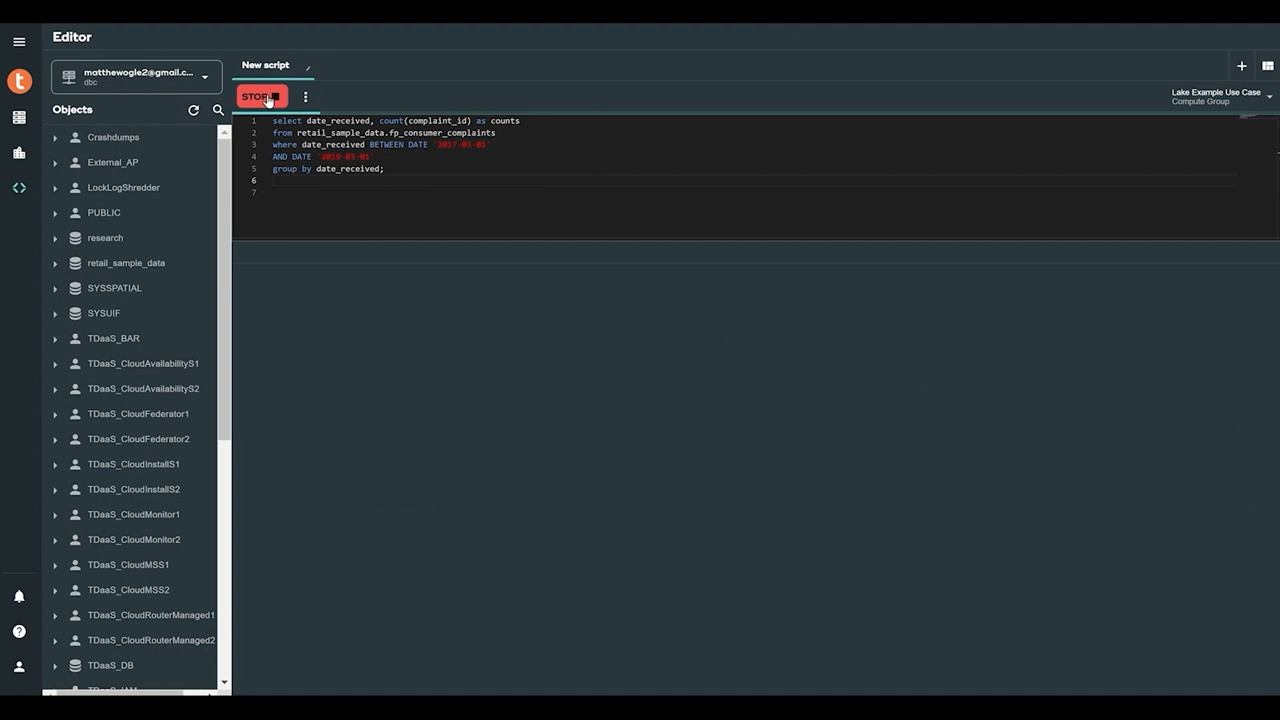 Editor
matthewogle2@gmail.c...
dbc
New script
STOP
Lake Example Use Case
Compute Group
Objects
Crashdumps
External_AP
LockLogShredder
PUBLIC
research
retail_sample_data
SYSSPATIAL
SYSUIF
TDaaS_BAR
TDaaS_CloudAvailabilityS1
TDaaS_CloudAvailabilityS2
TDaaS_CloudFederator1
TDaaS_CloudFederator2
TDaaS_CloudInstallS1
TDaaS_CloudInstallS2
TDaaS_CloudMonitor1
TDaaS_CloudMonitor2
TDaaS_CloudMSS1
TDaaS_CloudMSS2
TDaaS_CloudRouterManaged1
TDaaS_CloudRouterManaged2
TDaaS_DB
1 select date_received, count(complaint_id) as counts
2 from retail_sample_data.fp_consumer_complaints
3 where date_received BETWEEN DATE '2017-03-01'
4 AND DATE '2019-03-01'
5 group by date_received;
6
7